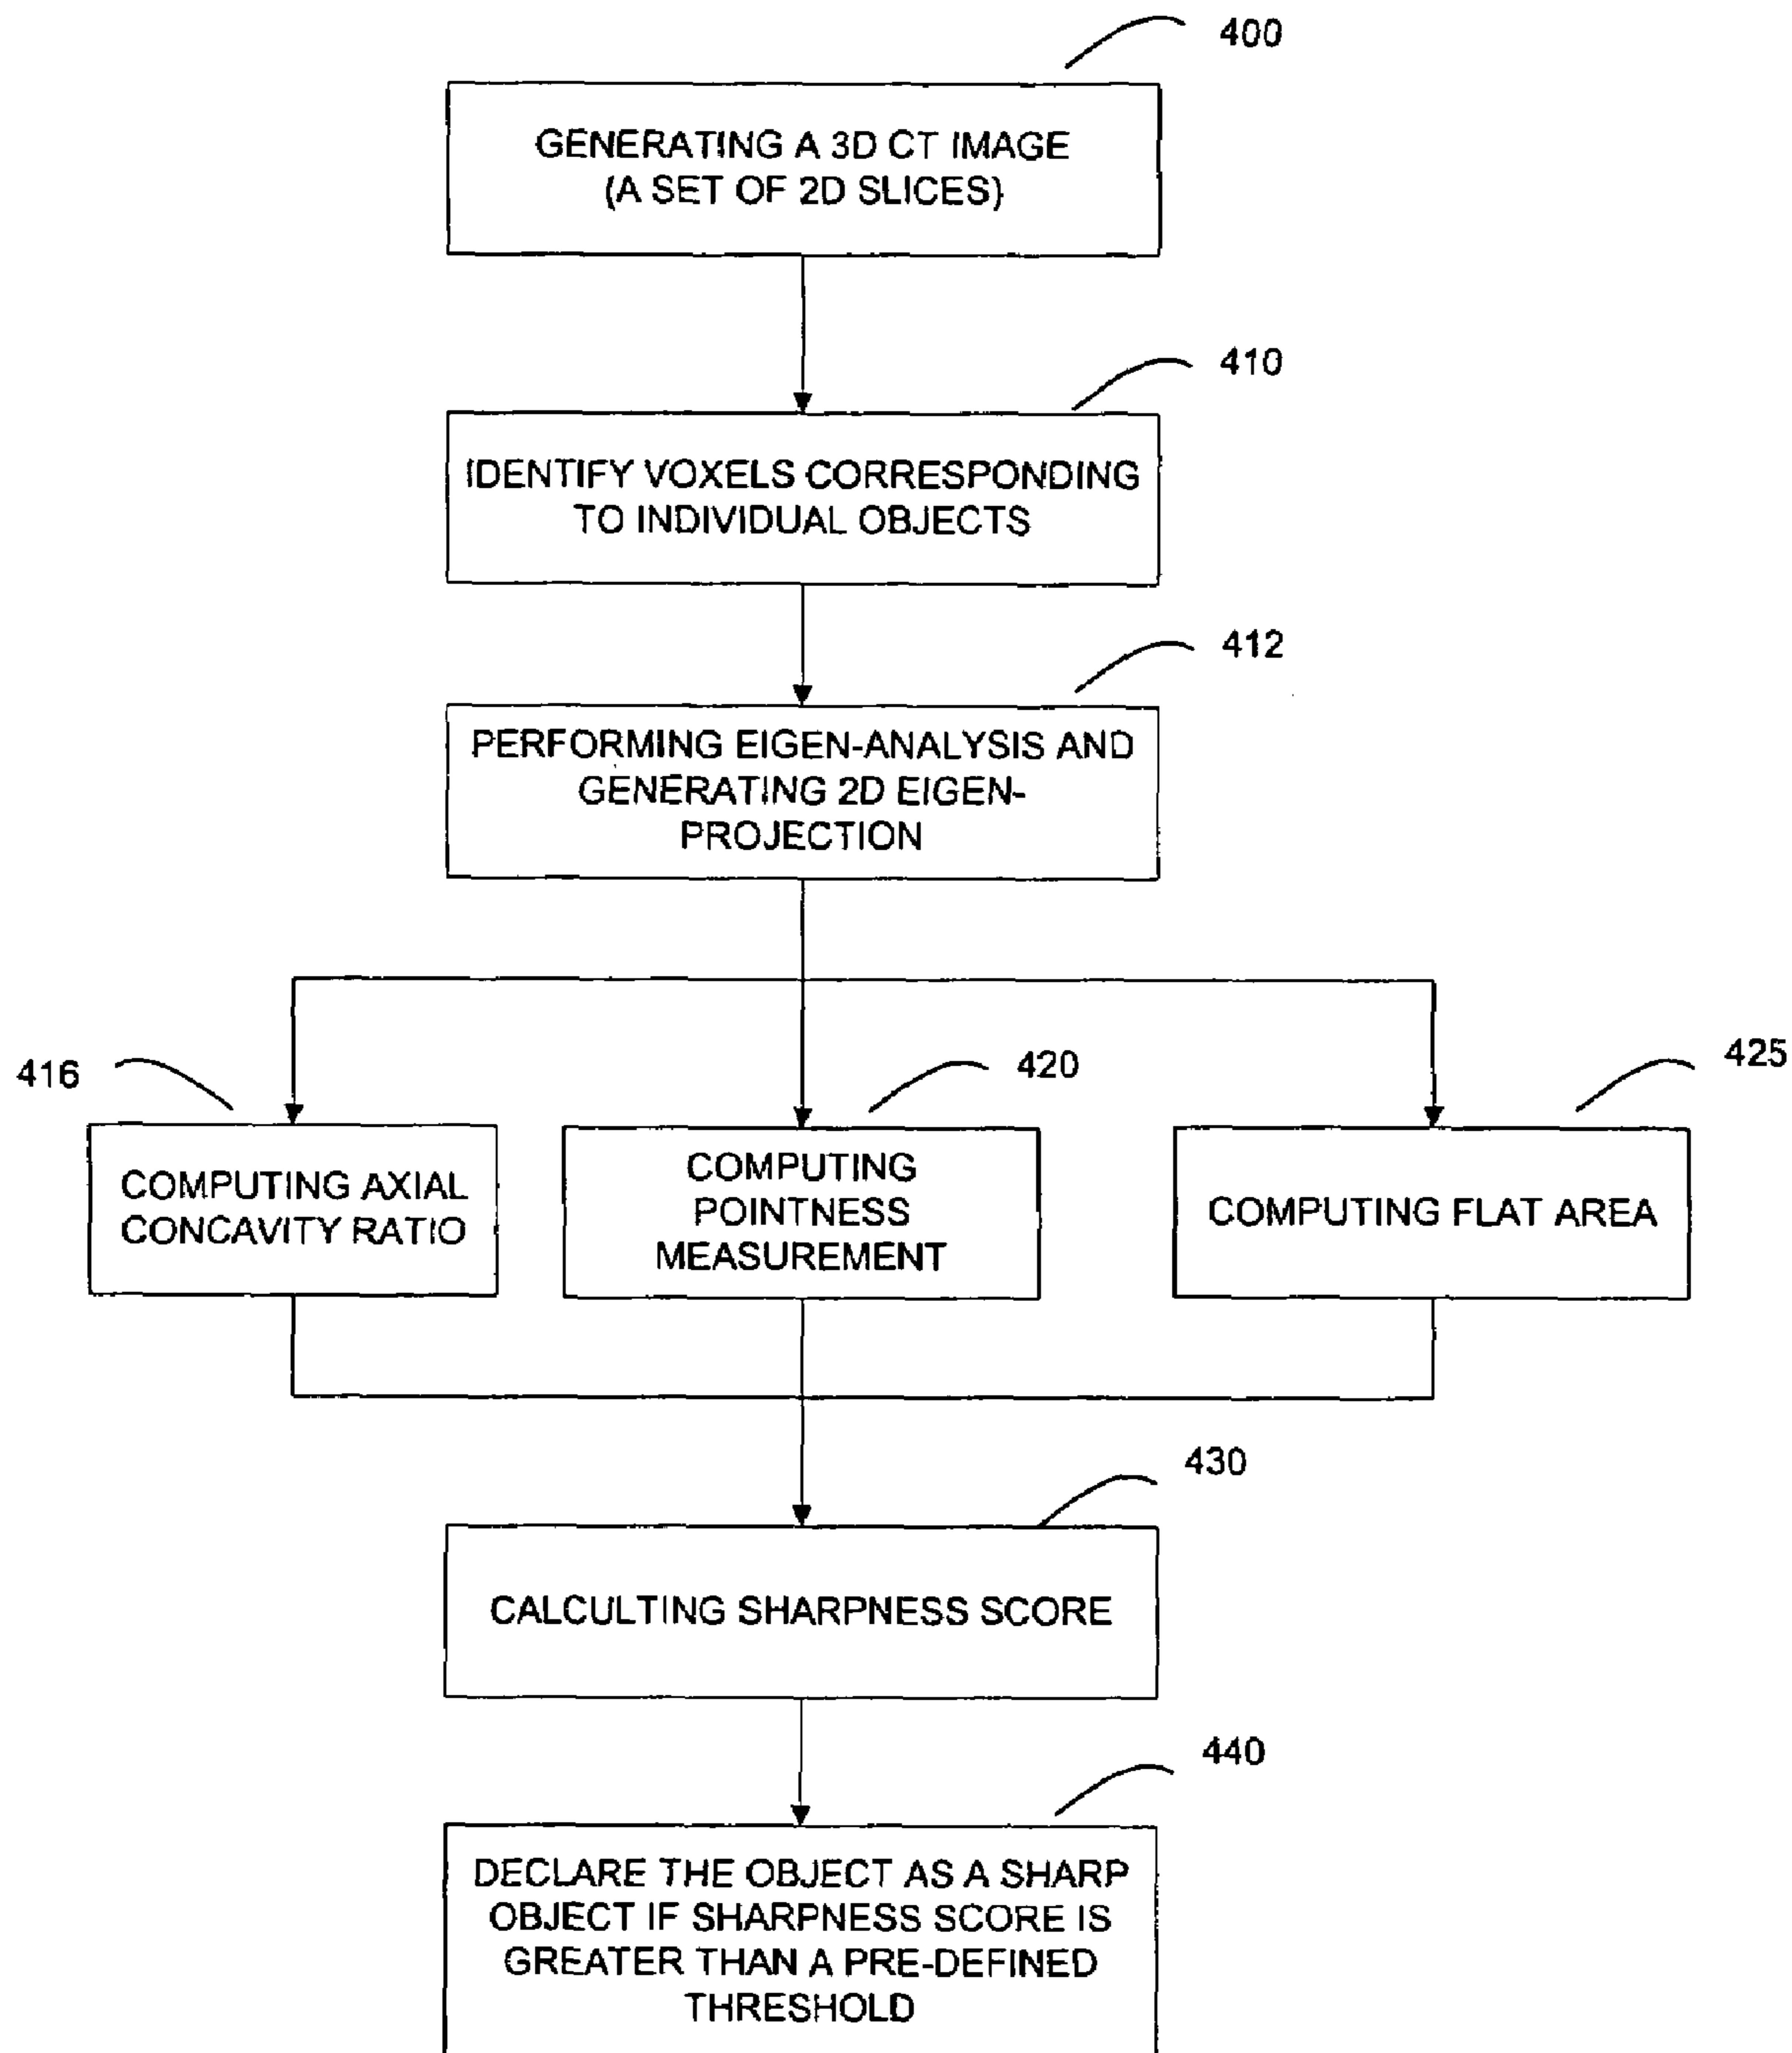 400
GENERATING A 3D CT IMAGE
(A SET OF 2D SLICES)
410
IDENTIFY VOXELS CORRESPONDING
TO INDIVIDUAL OBJECTS
412
PERFORMING EIGEN-ANALYSIS AND
GENERATING 2D EIGEN-
PROJECTION
416
COMPUTING AXIAL
CONCAVITY RATIO
420
COMPUTING
POINTNESS
MEASUREMENT
425
COMPUTING FLAT AREA
430
CALCULTING SHARPNESS SCORE
440
DECLARE THE OBJECT AS A SHARP
OBJECT IF SHARPNESS SCORE IS
GREATER THAN A PRE-DEFINED
THRESHOLD